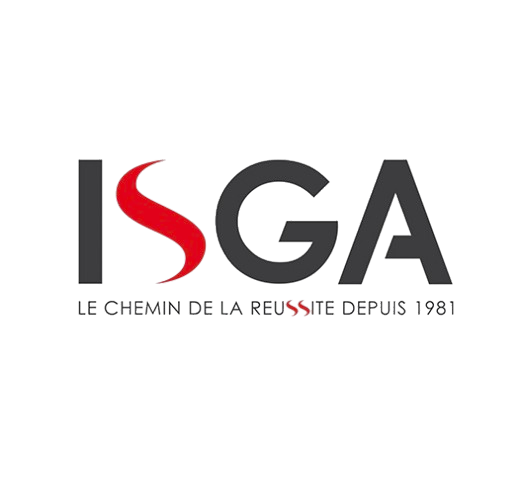 ISGA
LE CHEMIN DE LA REUSSITE DEPUIS 1981